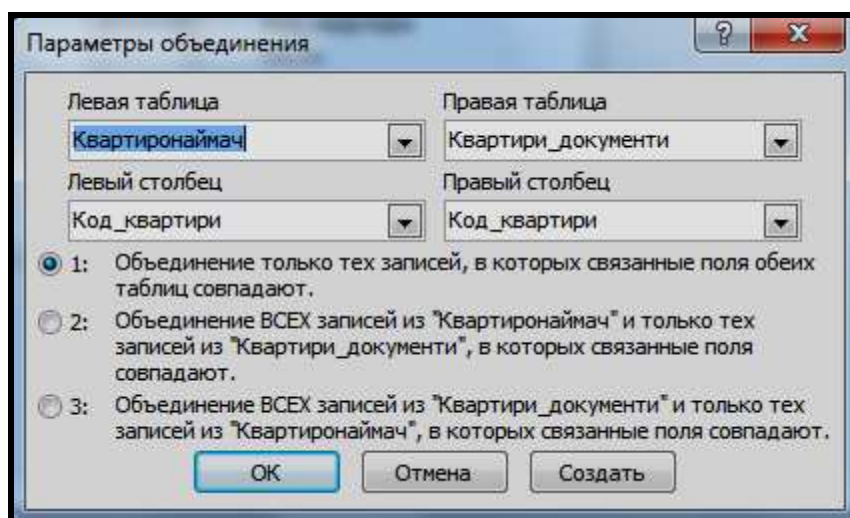 Параметры объединения
?
Левая таблица
Правая таблица
Квартиронаймач
Квартири_документи
Левый столбец
Правый столбец
Код_квартири
Код_квартири
1: Объединение только тех записей, в которых связанные поля обеих
таблиц совпадают.
2: Объединение ВСЕХ записей из "Квартиронаймач" и только тех
записей из "Квартири_документи", в которых связанные поля
совпадают.
3: Объединение ВСЕХ записей из "Квартири_документи" и только тех
записей из "Квартиронаймач", в которых связанные поля совпадают.
ОК
Отмена
Создать